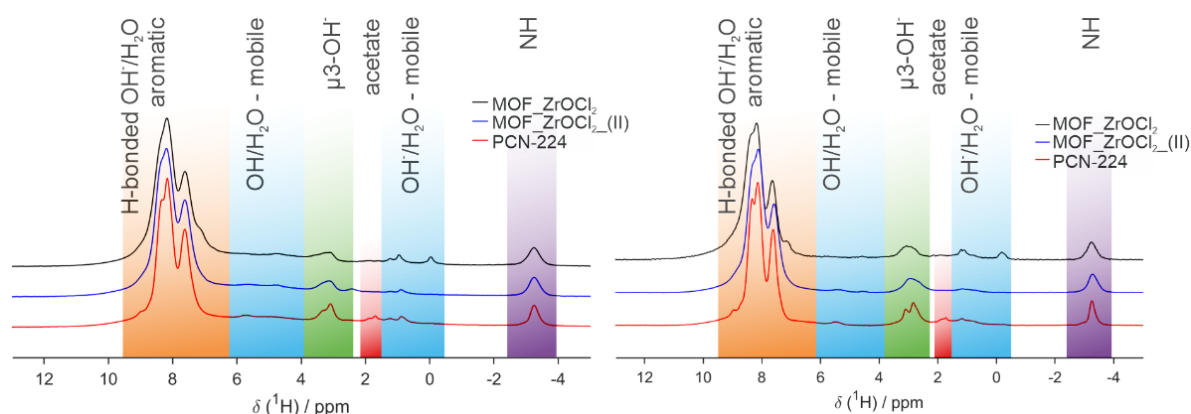 H-bonded OH⁻/H₂O
aromatic
OH/H₂O - mobile
μ3-OH⁻
acetate
OH⁻/H₂O - mobile
NH
MOF_ZrOCl₂
MOF_ZrOCl₂_(II)
PCN-224
12 10 8 6 4 2 0 -2 -4
δ (¹H) / ppm
H-bonded OH⁻/H₂O
aromatic
OH/H₂O - mobile
μ3-OH⁻
acetate
OH⁻/H₂O - mobile
NH
MOF_ZrOCl₂
MOF_ZrOCl₂_(II)
PCN-224
12 10 8 6 4 2 0 -2 -4
δ (¹H) / ppm